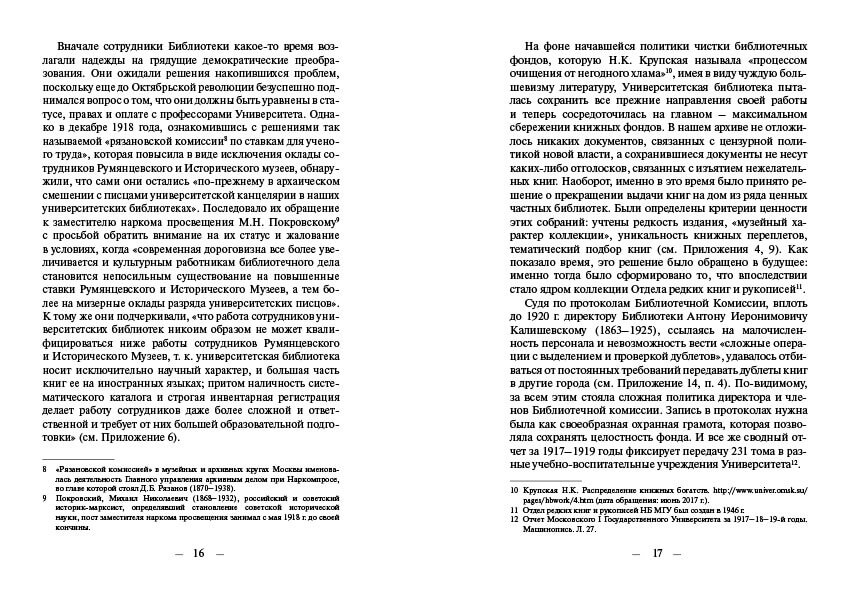 Вначале сотрудники Библиотеки какое-то время воз-
лагали надежды на грядущие демократические преобра-
зования. Они ожидали решения накопившихся проблем,
поскольку еще до Октябрьской революции безуспешно под-
нимался вопрос о том, что они должны быть уравнены в ста-
тусе, правах и оплате с профессорами Университета. Одна-
ко в декабре 1918 года, ознакомившись с решениями так
называемой «рязановской комиссии⁸ по ставкам для учено-
го труда», которая повысила в виде исключения оклады со-
трудников Румянцевского и Исторического музеев, обнару-
жили, что сами они остались «по-прежнему в архаическом
смешении с писцами университетской канцелярии в наших
университетских библиотеках». Последовало их обращение
к заместителю наркома просвещения М.Н. Покровскому⁹
с просьбой обратить внимание на их статус и жалование
в условиях, когда «современная дороговизна все более уве-
личивается и культурным работникам библиотечного дела
становится непосильным существование на повышенные
ставки Румянцевского и Исторического Музеев, а тем бо-
лее на мизерные оклады разряда университетских писцов».
К тому же они подчеркивали, «что работа сотрудников уни-
верситетских библиотек никоим образом не может квали-
фицироваться ниже работы сотрудников Румянцевского
и Исторического Музеев, т. к. университетская библиотека
носит исключительно научный характер, и большая часть
книг ее на иностранных языках; притом наличность систе-
матического каталога и строгая инвентарная регистрация
делает работу сотрудников даже более сложной и ответ-
ственной и требует от них большей образовательной подго-
товки» (см. Приложение 6).
8 «Рязановской комиссией» в музейных и архивных кругах Москвы именова-
лась деятельность Главного управления архивным делом при Наркомпросе,
во главе которой стоял Д.Б. Рязанов (1870–1938).
9 Покровский, Михаил Николаевич (1868–1932), российский и советский
историк-марксист, определявший становление советской исторической
науки, пост заместителя наркома просвещения занимал с мая 1918 г. до своей
кончины.
— 16 —
На фоне начавшейся политики чистки библиотечных
фондов, которую Н.К. Крупская называла «процессом
очищения от негодного хлама»¹⁰, имея в виду чуждую боль-
шевизму литературу, Университетская библиотека пыта-
лась сохранить все прежние направления своей работы
и теперь сосредоточилась на главном – максимальном
сбережении книжных фондов. В нашем архиве не отложи-
лось никаких документов, связанных с цензурной поли-
тикой новой власти, а сохранившиеся документы не несут
каких-либо отголосков, связанных с изъятием нежелатель-
ных книг. Наоборот, именно в это время было принято ре-
шение о прекращении выдачи книг на дом из ряда ценных
частных библиотек. Были определены критерии ценности
этих собраний: учтены редкость издания, «музейный ха-
рактер коллекции», уникальность книжных переплетов,
тематический подбор книг (см. Приложения 4, 9). Как
показало время, это решение было обращено в будущее:
именно тогда было сформировано то, что впоследствии
стало ядром коллекции Отдела редких книг и рукописей¹¹.
Судя по протоколам Библиотечной Комиссии, вплоть
до 1920 г. директору Библиотеки Антону Иеронимовичу
Калишевскому (1863–1925), ссылаясь на малочислен-
ность персонала и невозможность вести «сложные опера-
ции с выделением и проверкой дублетов», удавалось отби-
ваться от постоянных требований передавать дублеты книг
в другие города (см. Приложение 14, п. 4). По-видимому,
за всем этим стояла сложная политика директора и чле-
нов Библиотечной комиссии. Запись в протоколах нужна
была как своеобразная охранная грамота, которая позво-
ляла сохранить целостность фонда. И все же сводный от-
чет за 1917–1919 годы фиксирует передачу 231 тома в раз-
ные учебно-воспитательные учреждения Университета¹².
10 Крупская Н.К. Распределение книжных богатств. http://www.univer.omsk.su/
pages/hbwork/4.htm (дата обращения: июнь 2017 г.).
11 Отдел редких книг и рукописей НБ МГУ был создан в 1946 г.
12 Отчет Московского I Государственного Университета за 1917–18–19-й годы.
Машинопись. Л. 27.
— 17 —